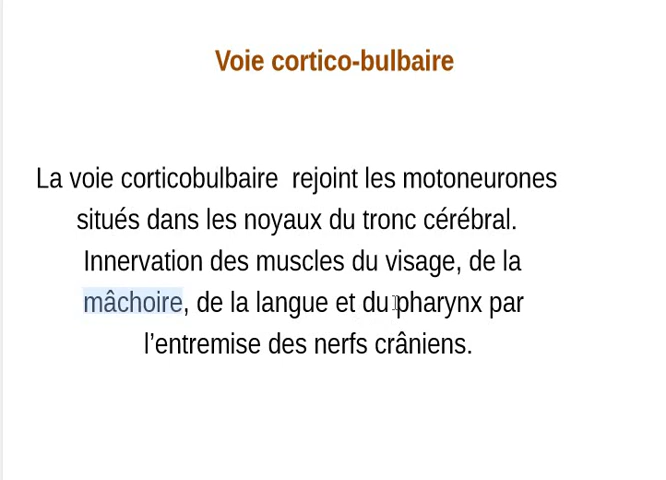 Voie cortico-bulbaire
La voie corticobulbaire rejoint les motoneurones
situés dans les noyaux du tronc cérébral.
Innervation des muscles du visage, de la
mâchoire, de la langue et du pharynx par
l’entremise des nerfs crâniens.